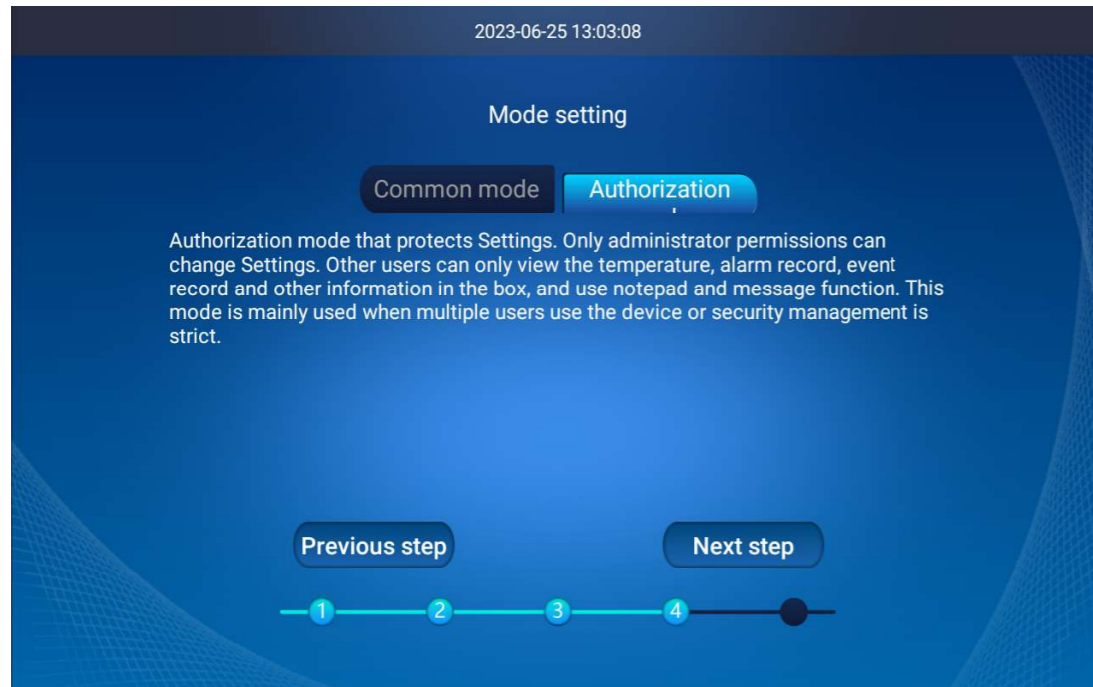 2023-06-25 13:03:08
Mode setting
Common mode
Authorization
Authorization mode that protects Settings. Only administrator permissions can
change Settings. Other users can only view the temperature, alarm record, event
record and other information in the box, and use notepad and message function. This
mode is mainly used when multiple users use the device or security management is
strict.
Previous step
Next step
1 2 3 4